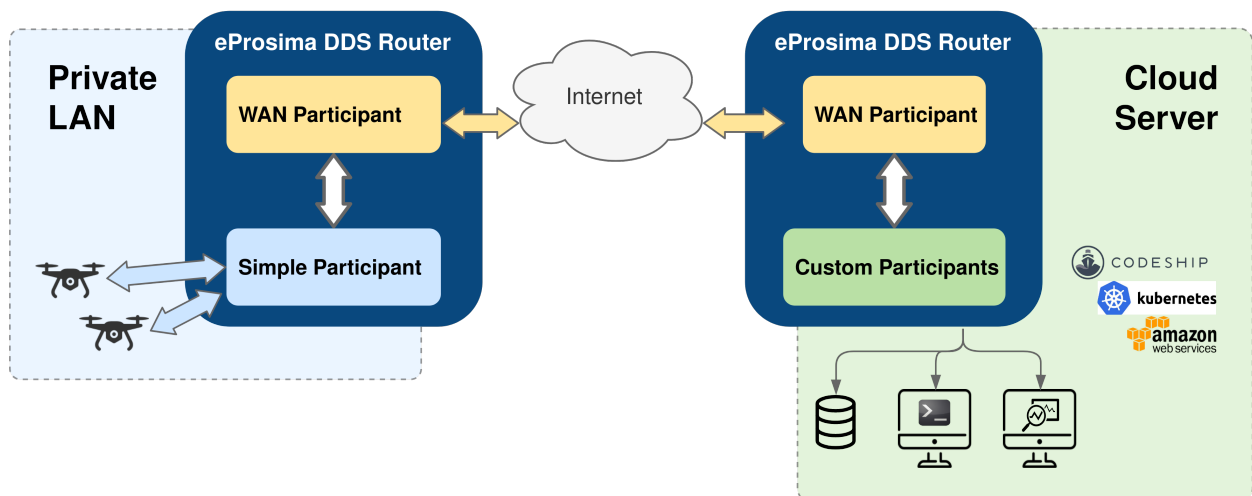 Private
LAN
eProsima DDS Router
WAN Participant
Simple Participant
Internet
eProsima DDS Router
WAN Participant
Custom Participants
Cloud
Server
CODESHIP
kubernetes
amazon
web services
>_